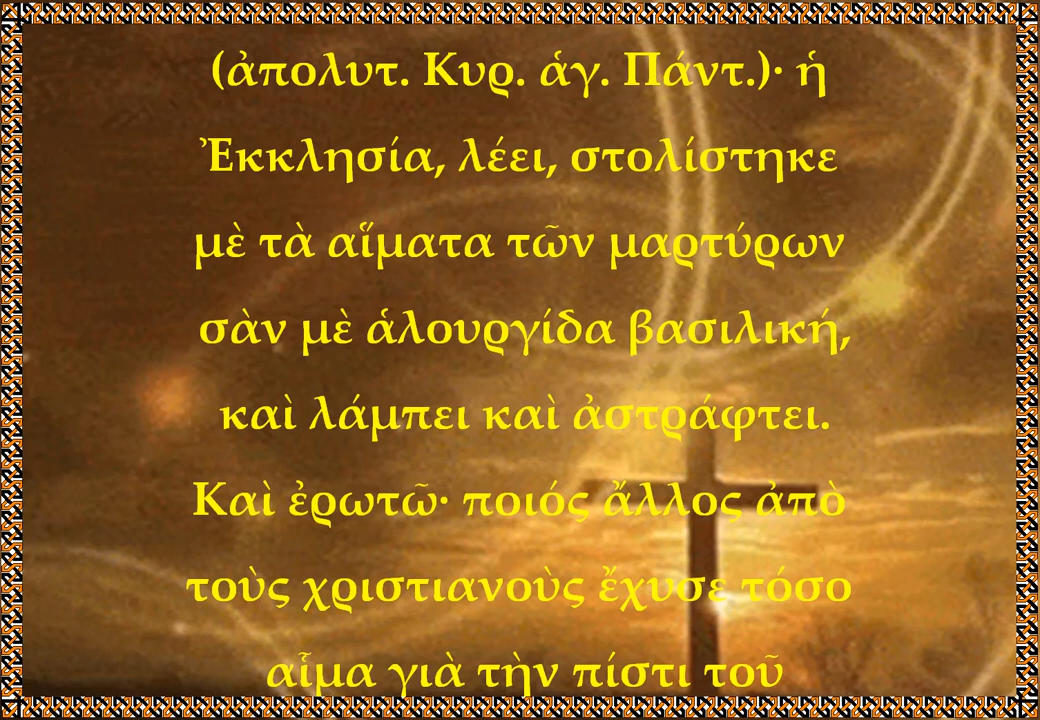 (ἀπολυτ. Κυρ. ἁγ. Πάντ.)· ἡ
Ἐκκλησία, λέει, στολίστηκε
μὲ τὰ αἵματα τῶν μαρτύρων
σὰν μὲ ἁλουργίδα βασιλική,
καὶ λάμπει καὶ ἀστράφτει.
Καὶ ἐρωτῶ· ποιός ἄλλος ἀπὸ
τοὺς χριστιανοὺς ἔχυσε τόσο
αἷμα γιὰ τὴν πίστι τοῦ